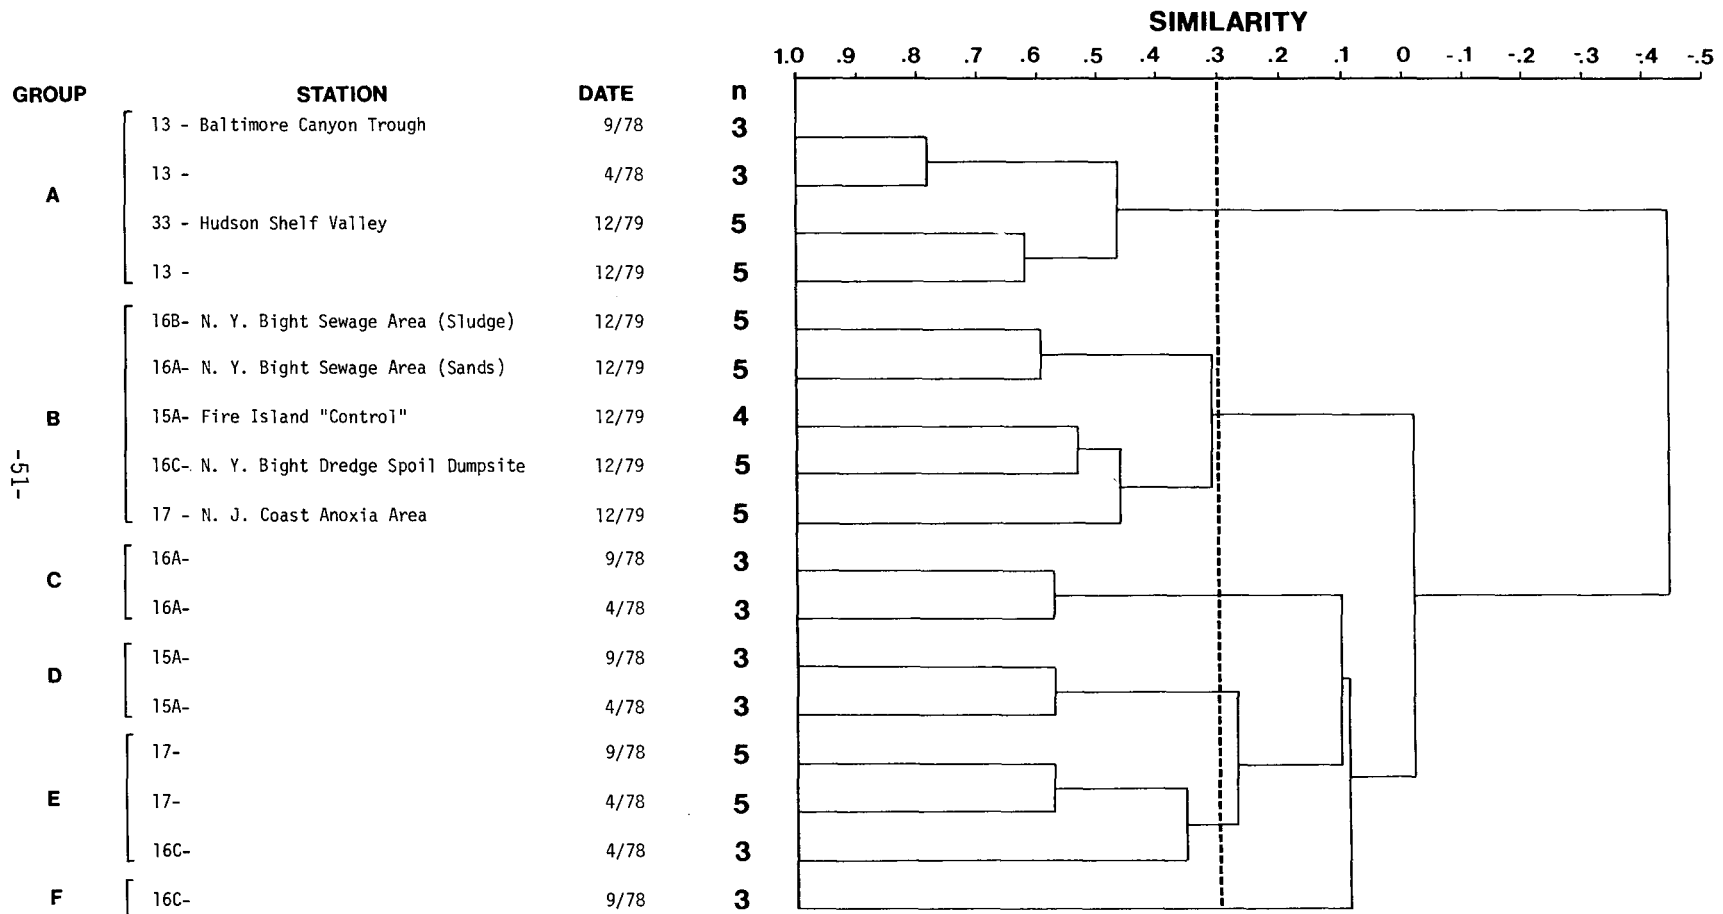 SIMILARITY
1.0 .9 .8 .7 .6 .5 .4 .3 .2 .1 0 -.1 -.2 -.3 -.4 -.5
GROUP STATION DATE n
13 - Baltimore Canyon Trough 9/78 3
13 - 4/78 3
A
33 - Hudson Shelf Valley 12/79 5
13 - 12/79 5
16B- N. Y. Bight Sewage Area (Sludge) 12/79 5
16A- N. Y. Bight Sewage Area (Sands) 12/79 5
B 15A- Fire Island "Control" 12/79 4
16C- N. Y. Bight Dredge Spoil Dumpsite 12/79 5
-51-
17 - N. J. Coast Anoxia Area 12/79 5
16A- 9/78 3
C
16A- 4/78 3
15A- 9/78 3
D
15A- 4/78 3
17- 9/78 5
E 17- 4/78 5
16C- 4/78 3
F 16C- 9/78 3